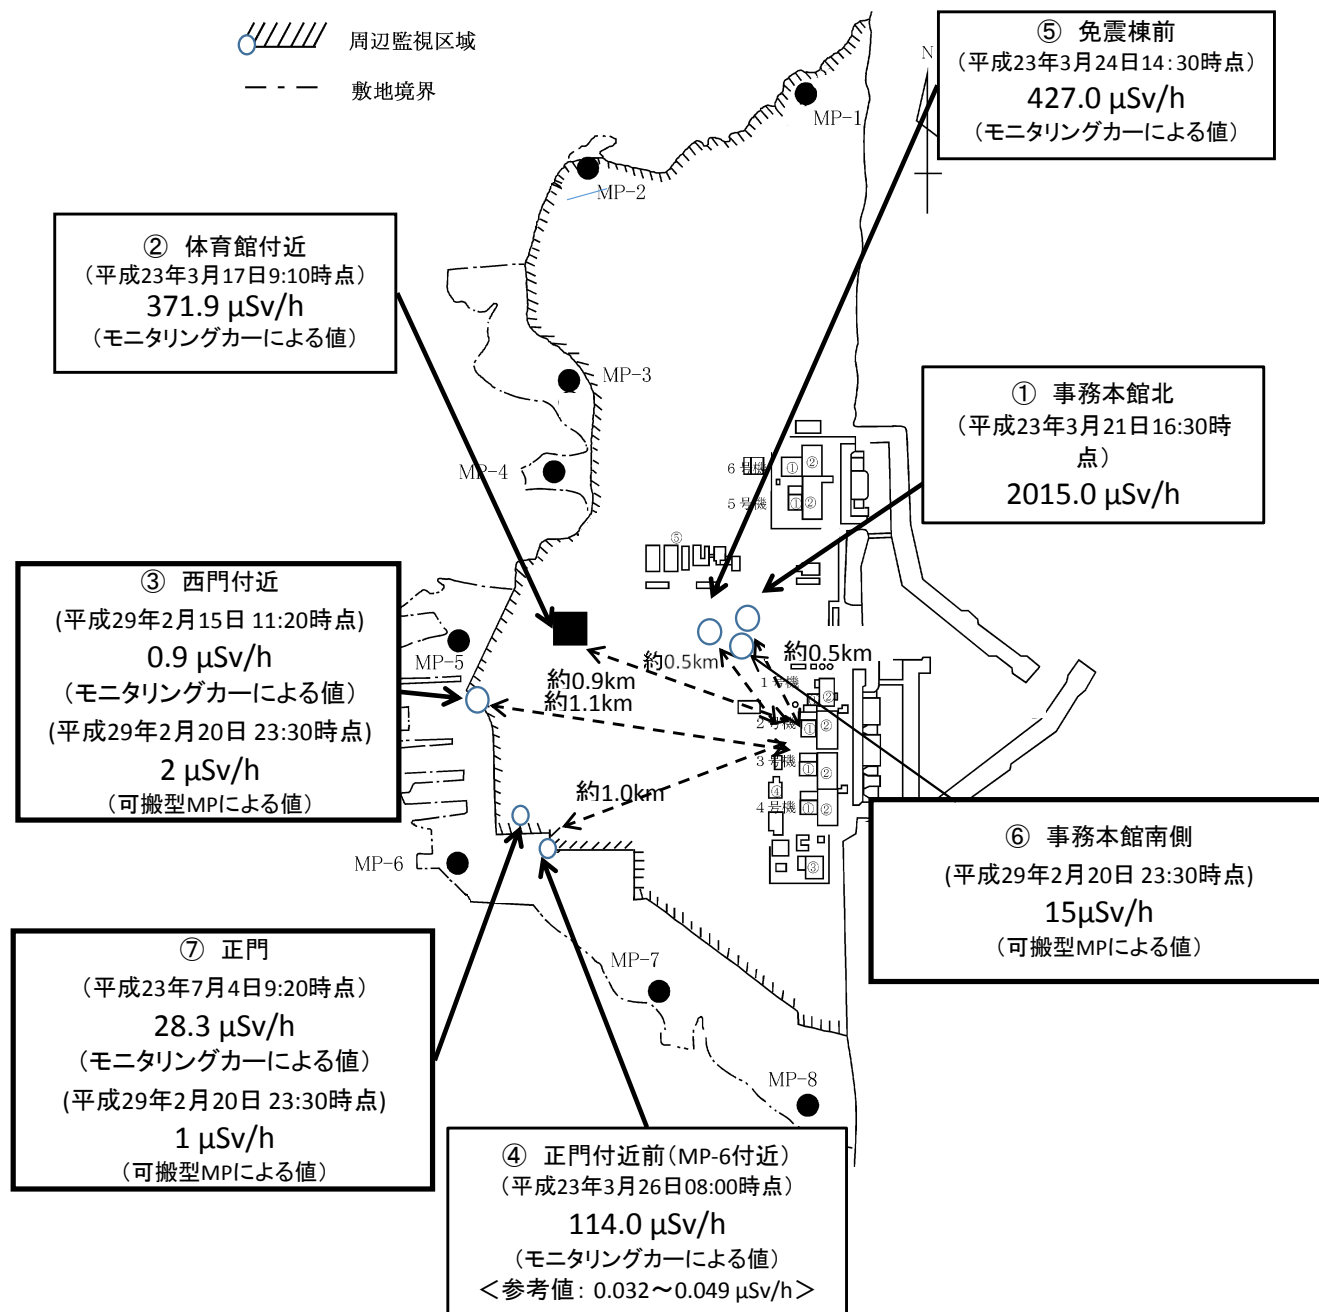 周辺監視区域
敷地境界
⑤ 免震棟前
（平成23年3月24日14：30時点）
427.0 μSv/h
（モニタリングカーによる値）
N
MP-1
MP-2
② 体育館付近
（平成23年3月17日9:10時点）
371.9 μSv/h
（モニタリングカーによる値）
MP-3
① 事務本館北
（平成23年3月21日16:30時
点）
2015.0 μSv/h
MP-4
6号機
①
②
5号機
①
②
⑤
③ 西門付近
(平成29年2月15日 11:20時点)
0.9 μSv/h
(モニタリングカーによる値)
(平成29年2月20日 23:30時点)
2 μSv/h
(可搬型MPによる値)
MP-5
約0.5km
約0.5km
約0.9km
約1.1km
1号機
②
2号機
①
②
3号機
①
②
約1.0km
④
4号機
①
②
③
MP-6
⑥ 事務本館南側
(平成29年2月20日 23:30時点)
15μSv/h
(可搬型MPによる値)
⑦ 正門
（平成23年7月4日9:20時点）
28.3 μSv/h
（モニタリングカーによる値）
(平成29年2月20日 23:30時点)
1 μSv/h
（可搬型MPによる値）
MP-7
MP-8
④ 正門付近前（MP-6付近）
（平成23年3月26日08:00時点）
114.0 μSv/h
（モニタリングカーによる値）
＜参考値： 0.032～0.049 μSv/h＞